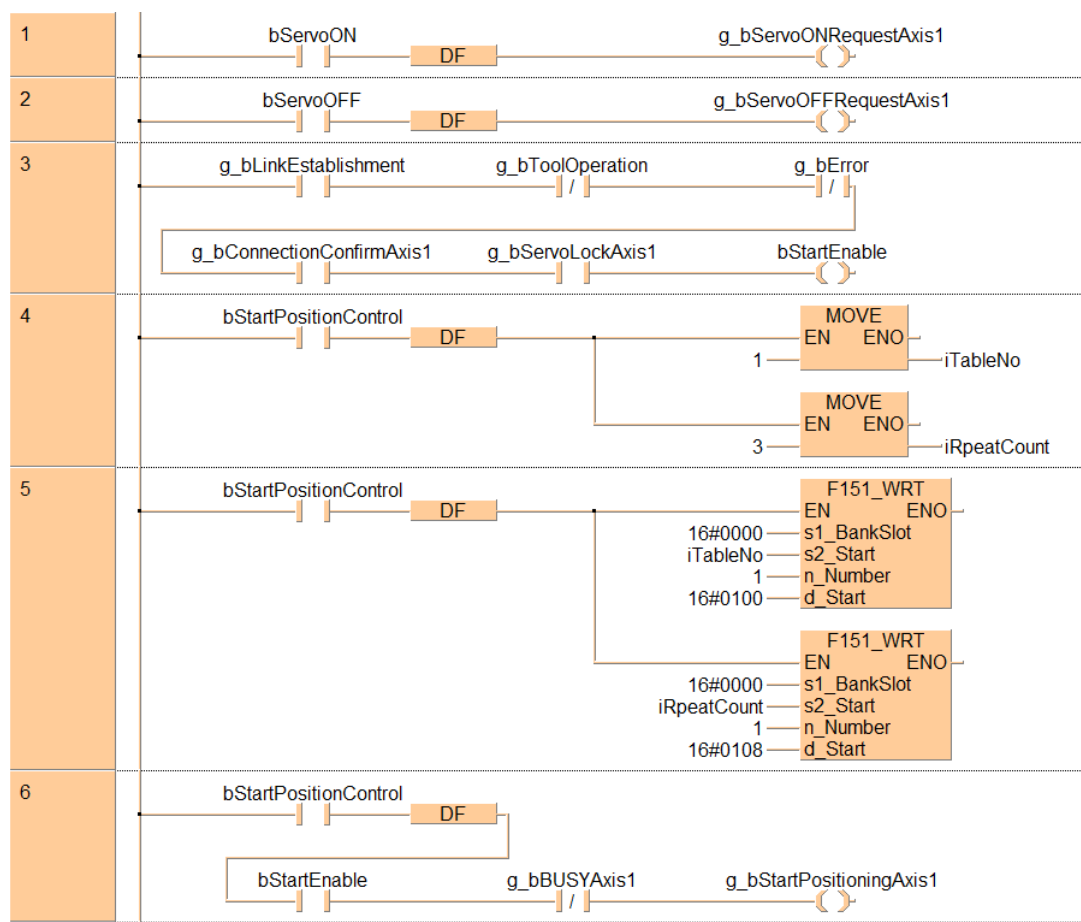 1
bServoON
g_bServoONRequestAxis1
DF
2
bServoOFF
g_bServoOFFRequestAxis1
DF
3
g_bLinkEstablishment
g_bToolOperation
g_bError
/
/
g_bConnectionConfirmAxis1
g_bServoLockAxis1
bStartEnable
4
bStartPositionControl
DF
MOVE
EN ENO
1
iTableNo
MOVE
EN ENO
3
iRpeatCount
5
bStartPositionControl
DF
F151_WRT
EN ENO
16#0000 s1_BankSlot
iTableNo s2_Start
1 n_Number
16#0100 d_Start
F151_WRT
EN ENO
16#0000 s1_BankSlot
iRpeatCount s2_Start
1 n_Number
16#0108 d_Start
6
bStartPositionControl
DF
bStartEnable
g_bBUSYAxis1
g_bStartPositioningAxis1
/